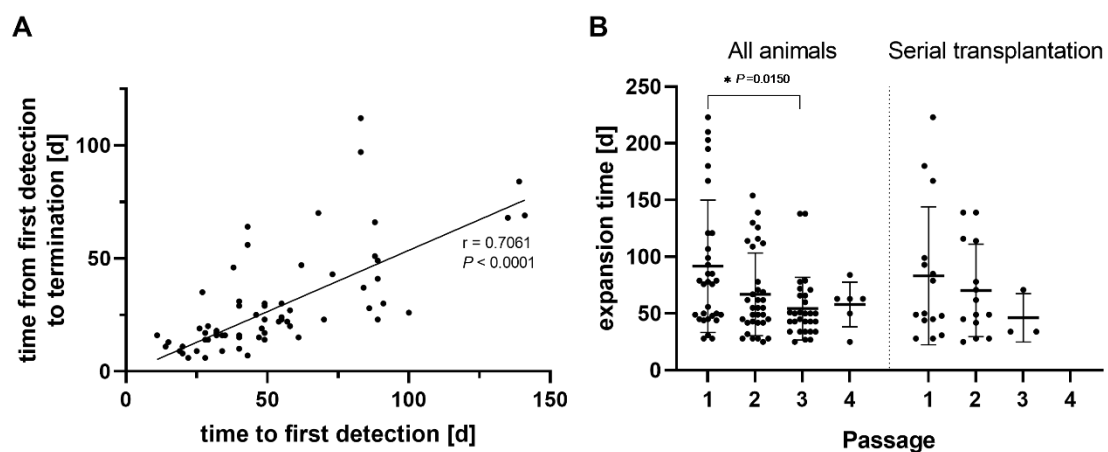 A
time from first detection
to termination [d]
100
50
0
0
50
100
150
r = 0.7061
P < 0.0001
time to first detection [d]
B
All animals
Serial transplantation
* P=0.0150
expansion time [d]
250
200
150
100
50
0
1
2
3
4
1
2
3
4
Passage